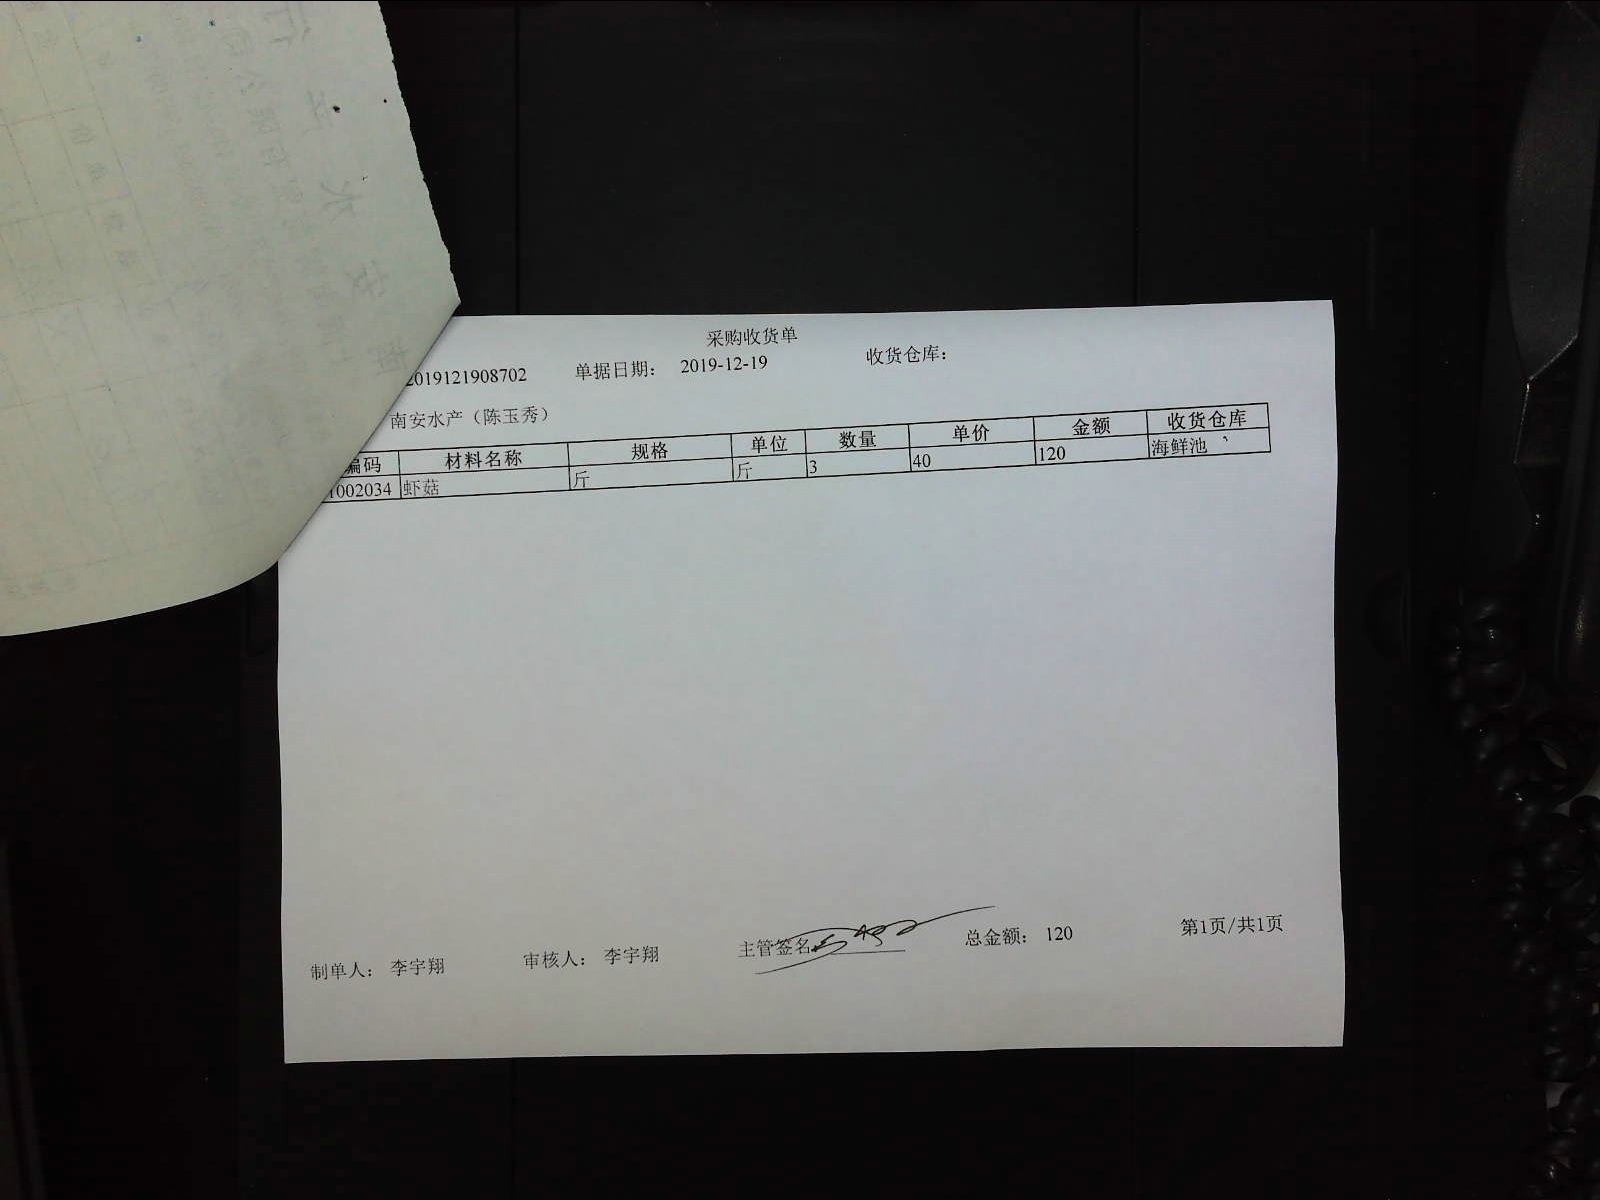 采购收货单
2019121908702 单据日期： 2019-12-19 收货仓库：
南安水产（陈玉秀）
编码 材料名称 规格 单位 数量 单价 金额 收货仓库
1002034 虾菇 斤 斤 3 40 120 海鲜池
制单人： 李宇翔 审核人： 李宇翔 主管签名 总金额： 120 第1页/共1页